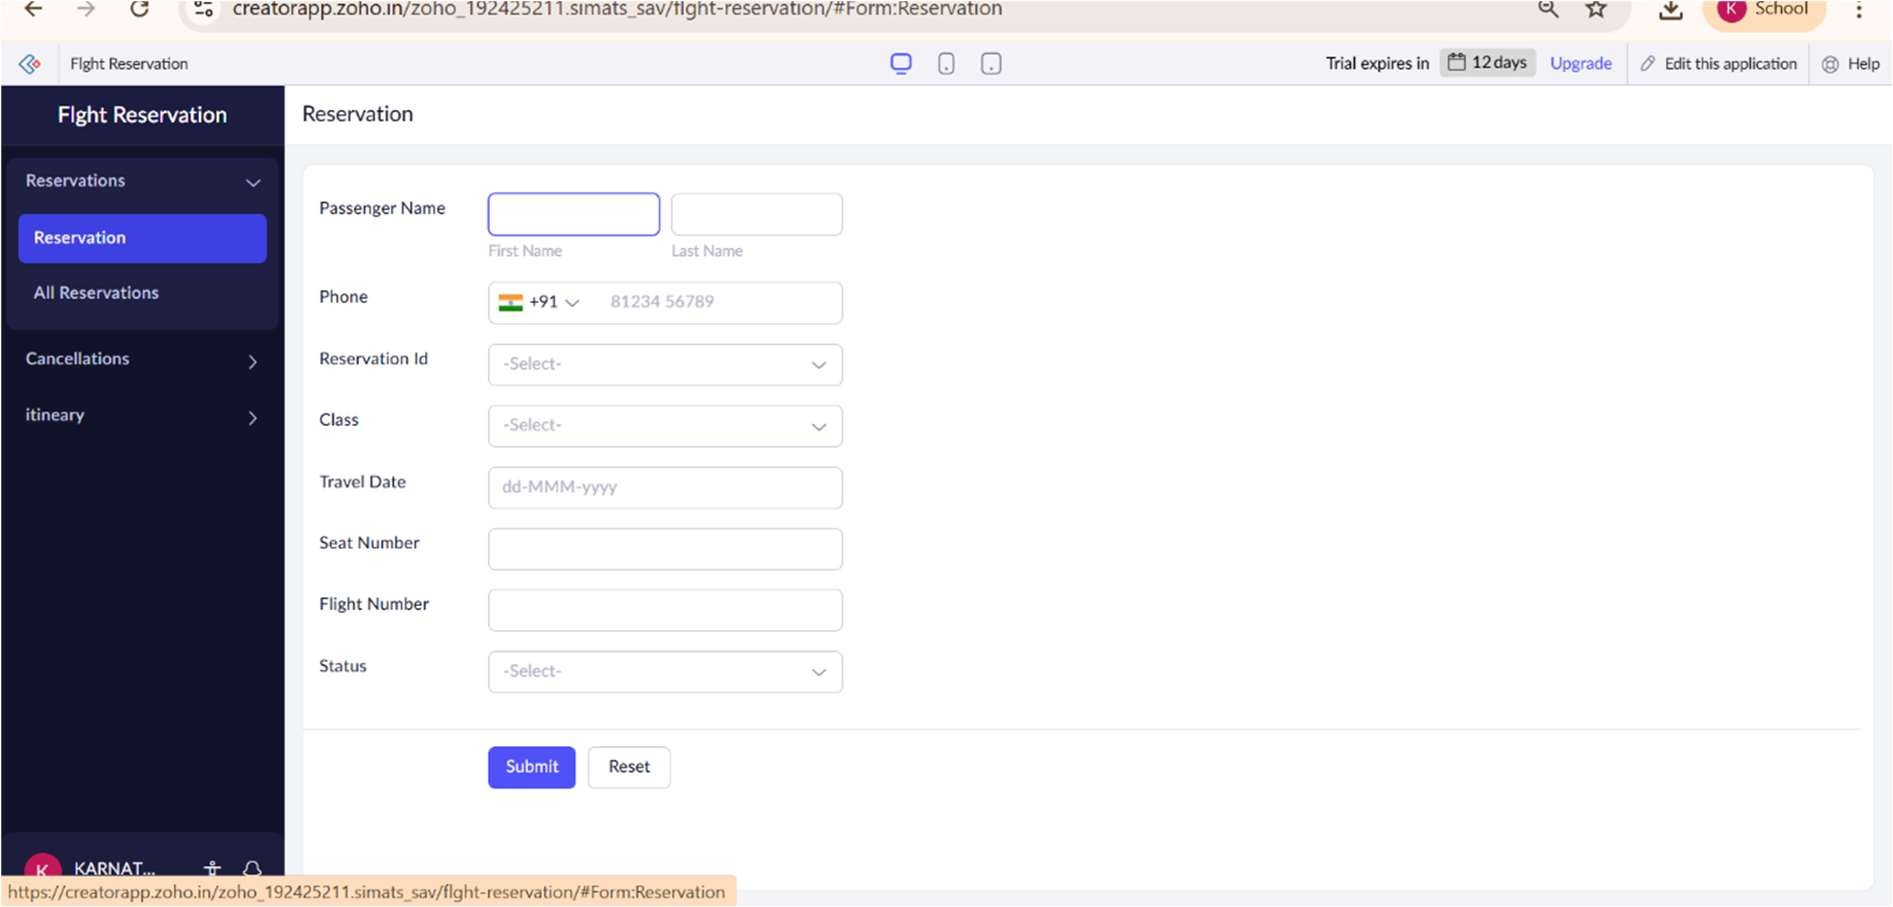 creatorapp.zoho.in/zoho_192425211.simats_sav/flght-reservation/#Form:Reservation
K School
Flght Reservation
Trial expires in 12 days Upgrade Edit this application Help
Flght Reservation
Reservation
Reservations
Reservation
All Reservations
Cancellations
itineary
Passenger Name
First Name Last Name
Phone +91 81234 56789
Reservation Id -Select-
Class -Select-
Travel Date dd-MMM-yyyy
Seat Number
Flight Number
Status -Select-
Submit Reset
K KARNAT...
https://creatorapp.zoho.in/zoho_192425211.simats_sav/flght-reservation/#Form:Reservation